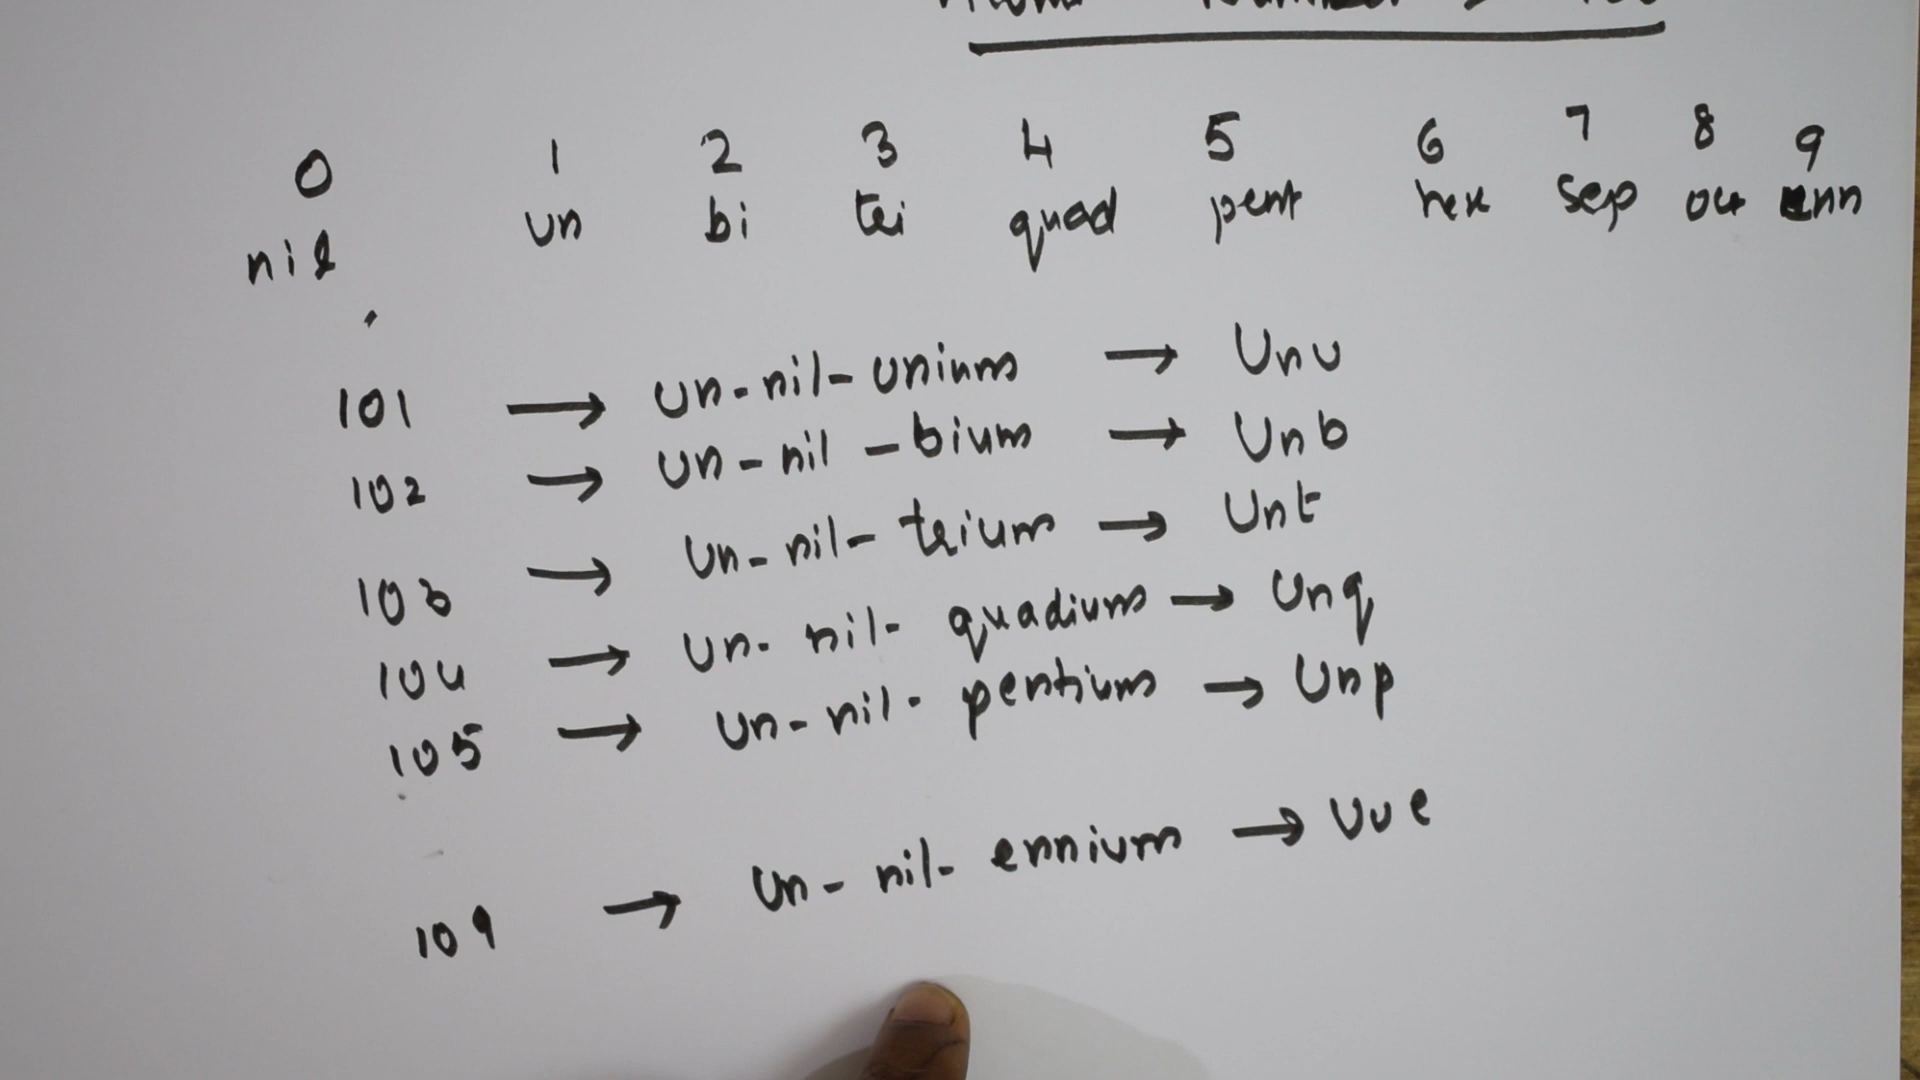 0 1 2 3 4 5 6 7 8 9
nil un bi tri quad pent hex sep oct enn
101 → un-nil-unium → Unu
102 → un-nil-bium → Unb
103 → un-nil-trium → Unt
104 → un-nil-quadium → Unq
105 → un-nil-pentium → Unp
109 → Un-nil-ennium → Uue